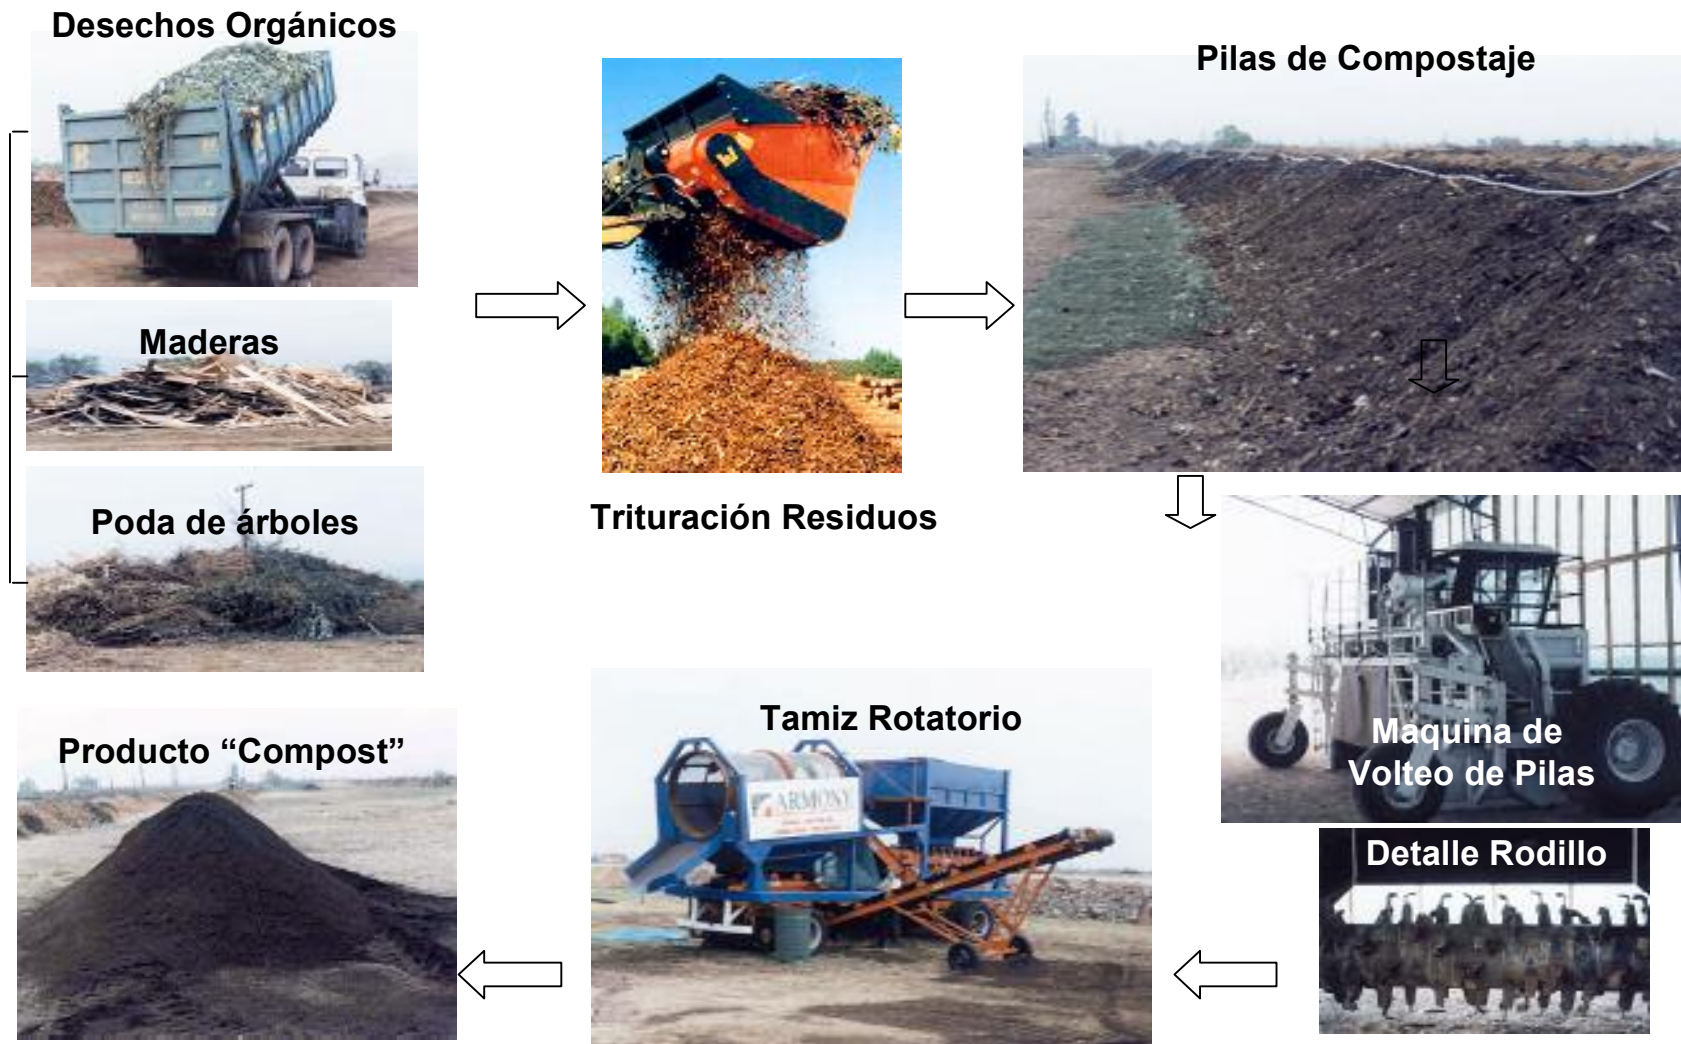 Desechos Orgánicos
Maderas
Poda de árboles
Trituración Residuos
Pilas de Compostaje
Maquina de
Volteo de Pilas
Detalle Rodillo
Tamiz Rotatorio
ARMONY
Producto “Compost”